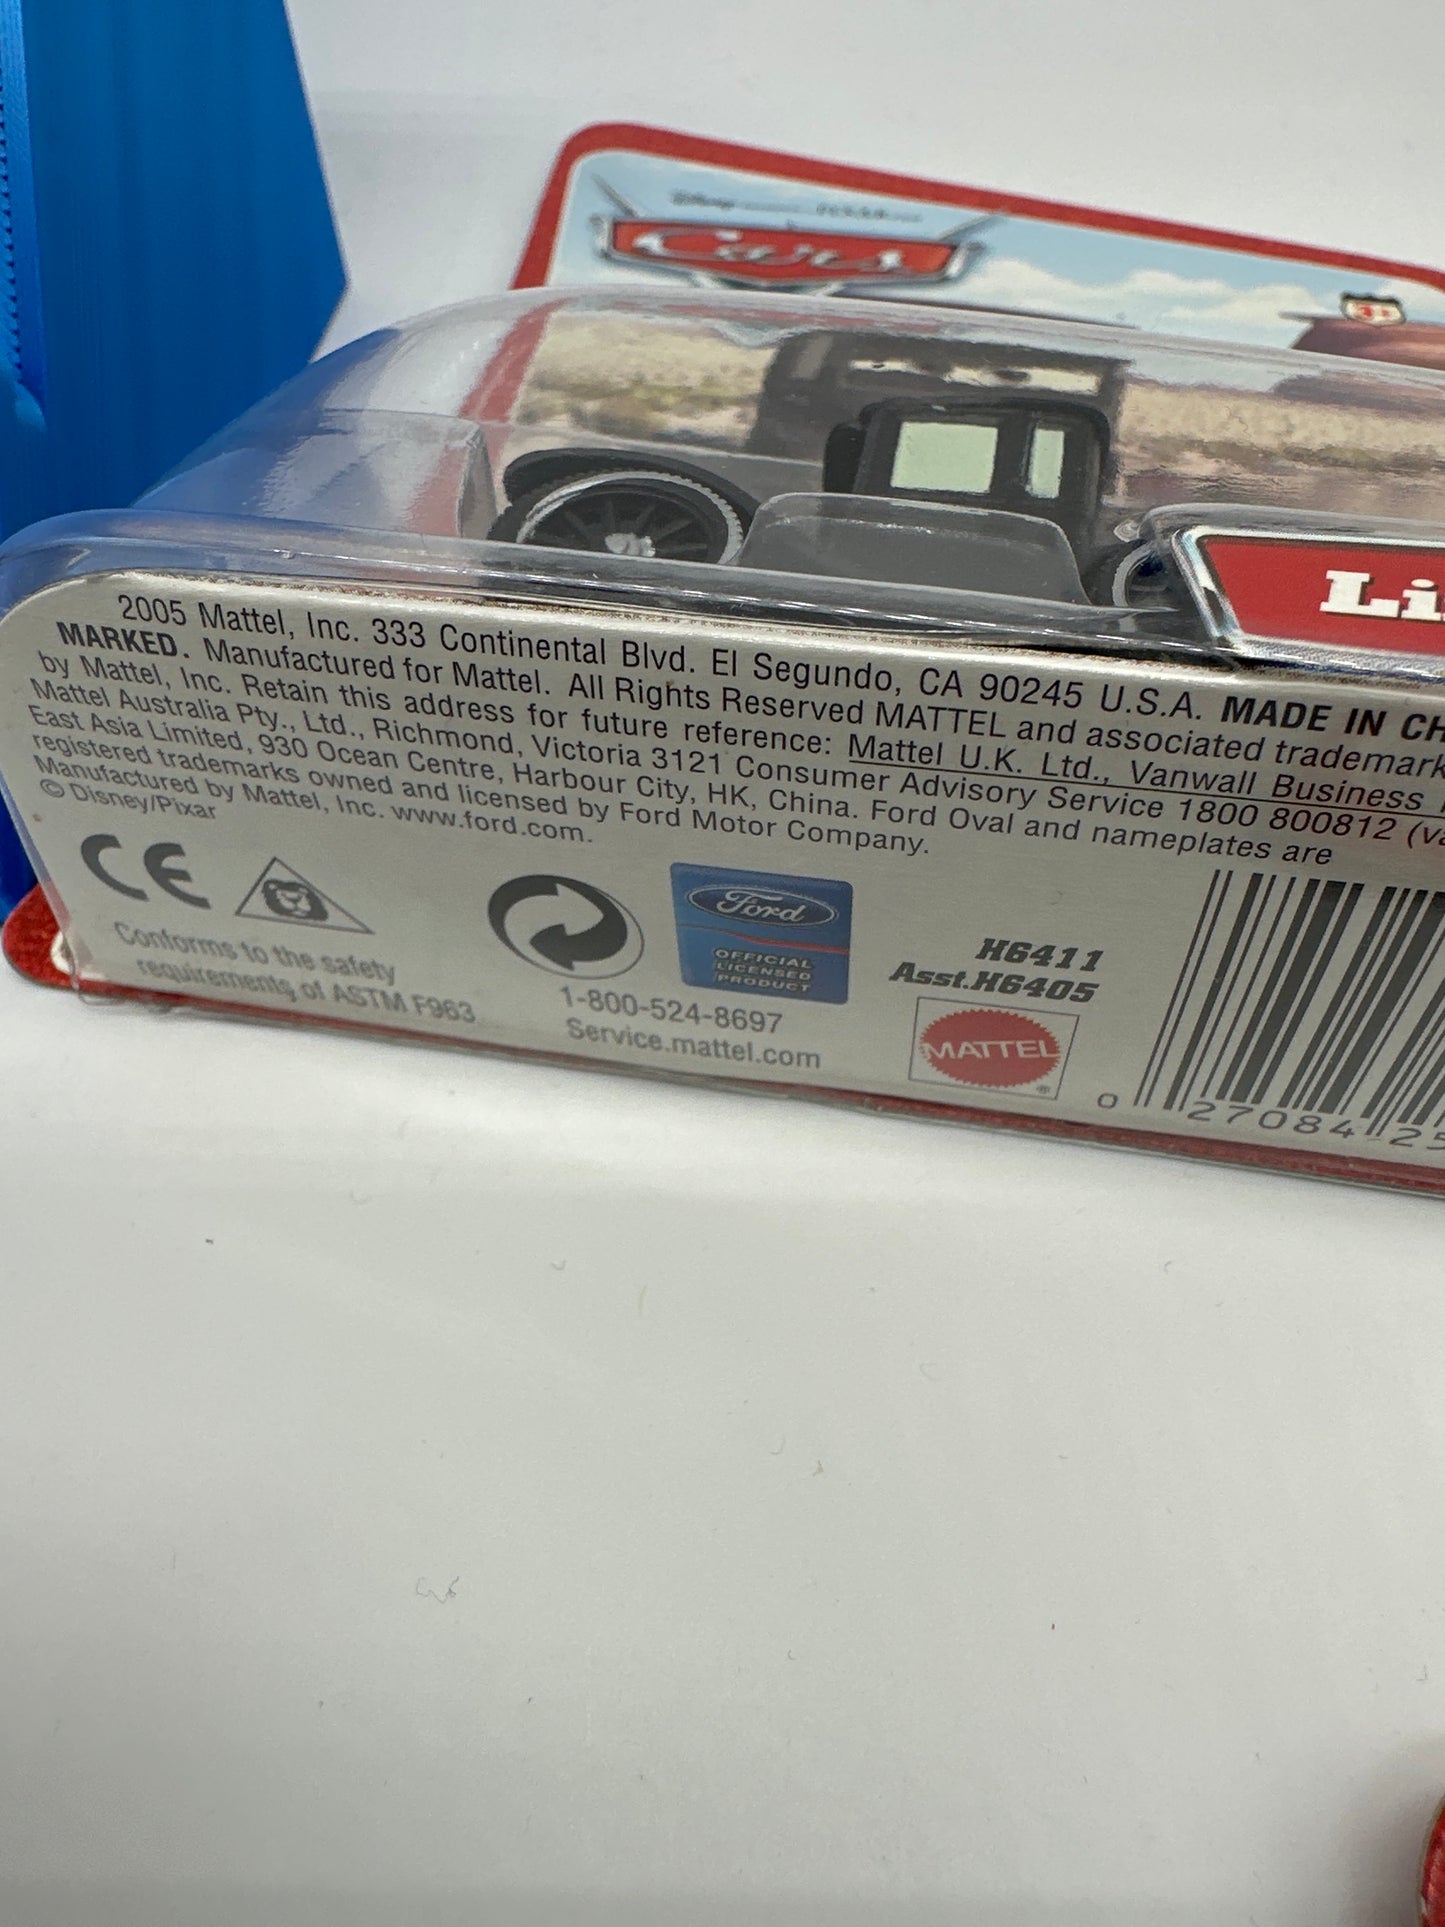 Disney PIXAR
Cars
Li
2005 Mattel, Inc. 333 Continental Blvd. El Segundo, CA 90245 U.S.A. MADE IN CH
MARKED. Manufactured for Mattel. All Rights Reserved MATTEL and associated trademark
by Mattel, Inc. Retain this address for future reference: Mattel U.K. Ltd., Vanwall Business
Mattel Australia Pty., Ltd., Richmond, Victoria 3121 Consumer Advisory Service 1800 800812 (va
East Asia Limited, 930 Ocean Centre, Harbour City, HK, China. Ford Oval and nameplates are
registered trademarks owned and licensed by Ford Motor Company.
Manufactured by Mattel, Inc. www.ford.com.
© Disney/Pixar
CE
Conforms to the safety
requirements of ASTM F963
1-800-524-8697
Service.mattel.com
Ford
OFFICIAL
LICENSED
PRODUCT
H6411
Asst.H6405
MATTEL
®
0 27084 25